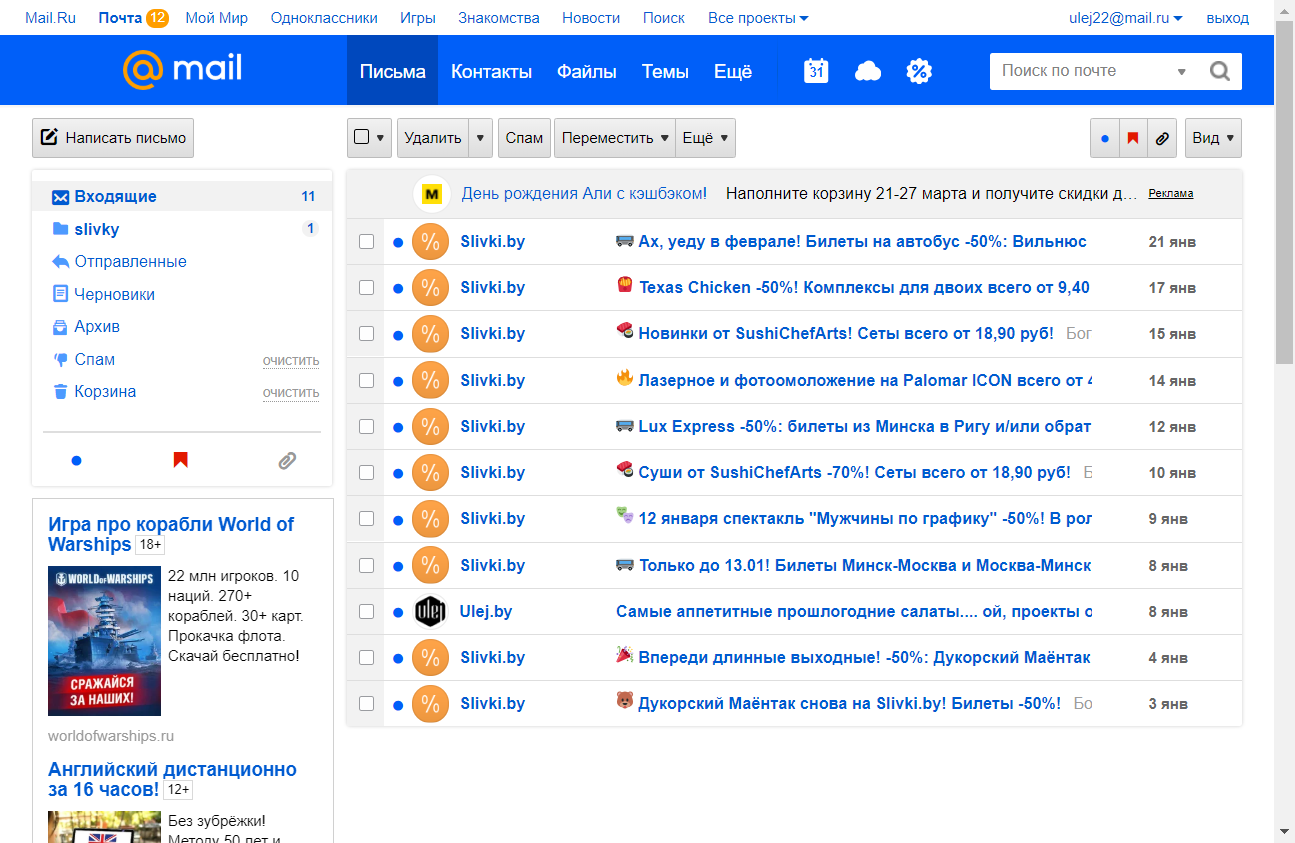 Mail.Ru Почта 12 Мой Мир Одноклассники Игры Знакомства Новости Поиск Все проекты ulej22@mail.ru выход
@mail Письма Контакты Файлы Темы Ещё 31 Поиск по почте
Написать письмо Удалить Спам Переместить Ещё Вид
Входящие 11
slivky 1
Отправленные
Черновики
Архив
Спам очистить
Корзина очистить
М День рождения Али с кэшбэком! Наполните корзину 21-27 марта и получите скидки д… Реклама
% Slivki.by Ах, уеду в феврале! Билеты на автобус -50%: Вильнюс 21 янв
% Slivki.by Texas Chicken -50%! Комплексы для двоих всего от 9,40 17 янв
% Slivki.by Новинки от SushiChefArts! Сеты всего от 18,90 руб! Бог 15 янв
% Slivki.by Лазерное и фотоомоложение на Palomar ICON всего от 4 14 янв
% Slivki.by Lux Express -50%: билеты из Минска в Ригу и/или обрат 12 янв
% Slivki.by Суши от SushiChefArts -70%! Сеты всего от 18,90 руб! Б 10 янв
% Slivki.by 12 января спектакль "Мужчины по графику" -50%! В рол 9 янв
% Slivki.by Только до 13.01! Билеты Минск-Москва и Москва-Минск 8 янв
ulej Ulej.by Самые аппетитные прошлогодние салаты.... ой, проекты о 8 янв
% Slivki.by Впереди длинные выходные! -50%: Дукорский Маёнтак 4 янв
% Slivki.by Дукорский Маёнтак снова на Slivki.by! Билеты -50%! Бо 3 янв
Игра про корабли World of
Warships 18+
WORLD OF WARSHIPS
СРАЖАЙСЯ
ЗА НАШИХ!
22 млн игроков. 10
наций. 270+
кораблей. 30+ карт.
Прокачка флота.
Скачай бесплатно!
worldofwarships.ru
Английский дистанционно
за 16 часов! 12+
Без зубрёжки!
Методу 50 лет и